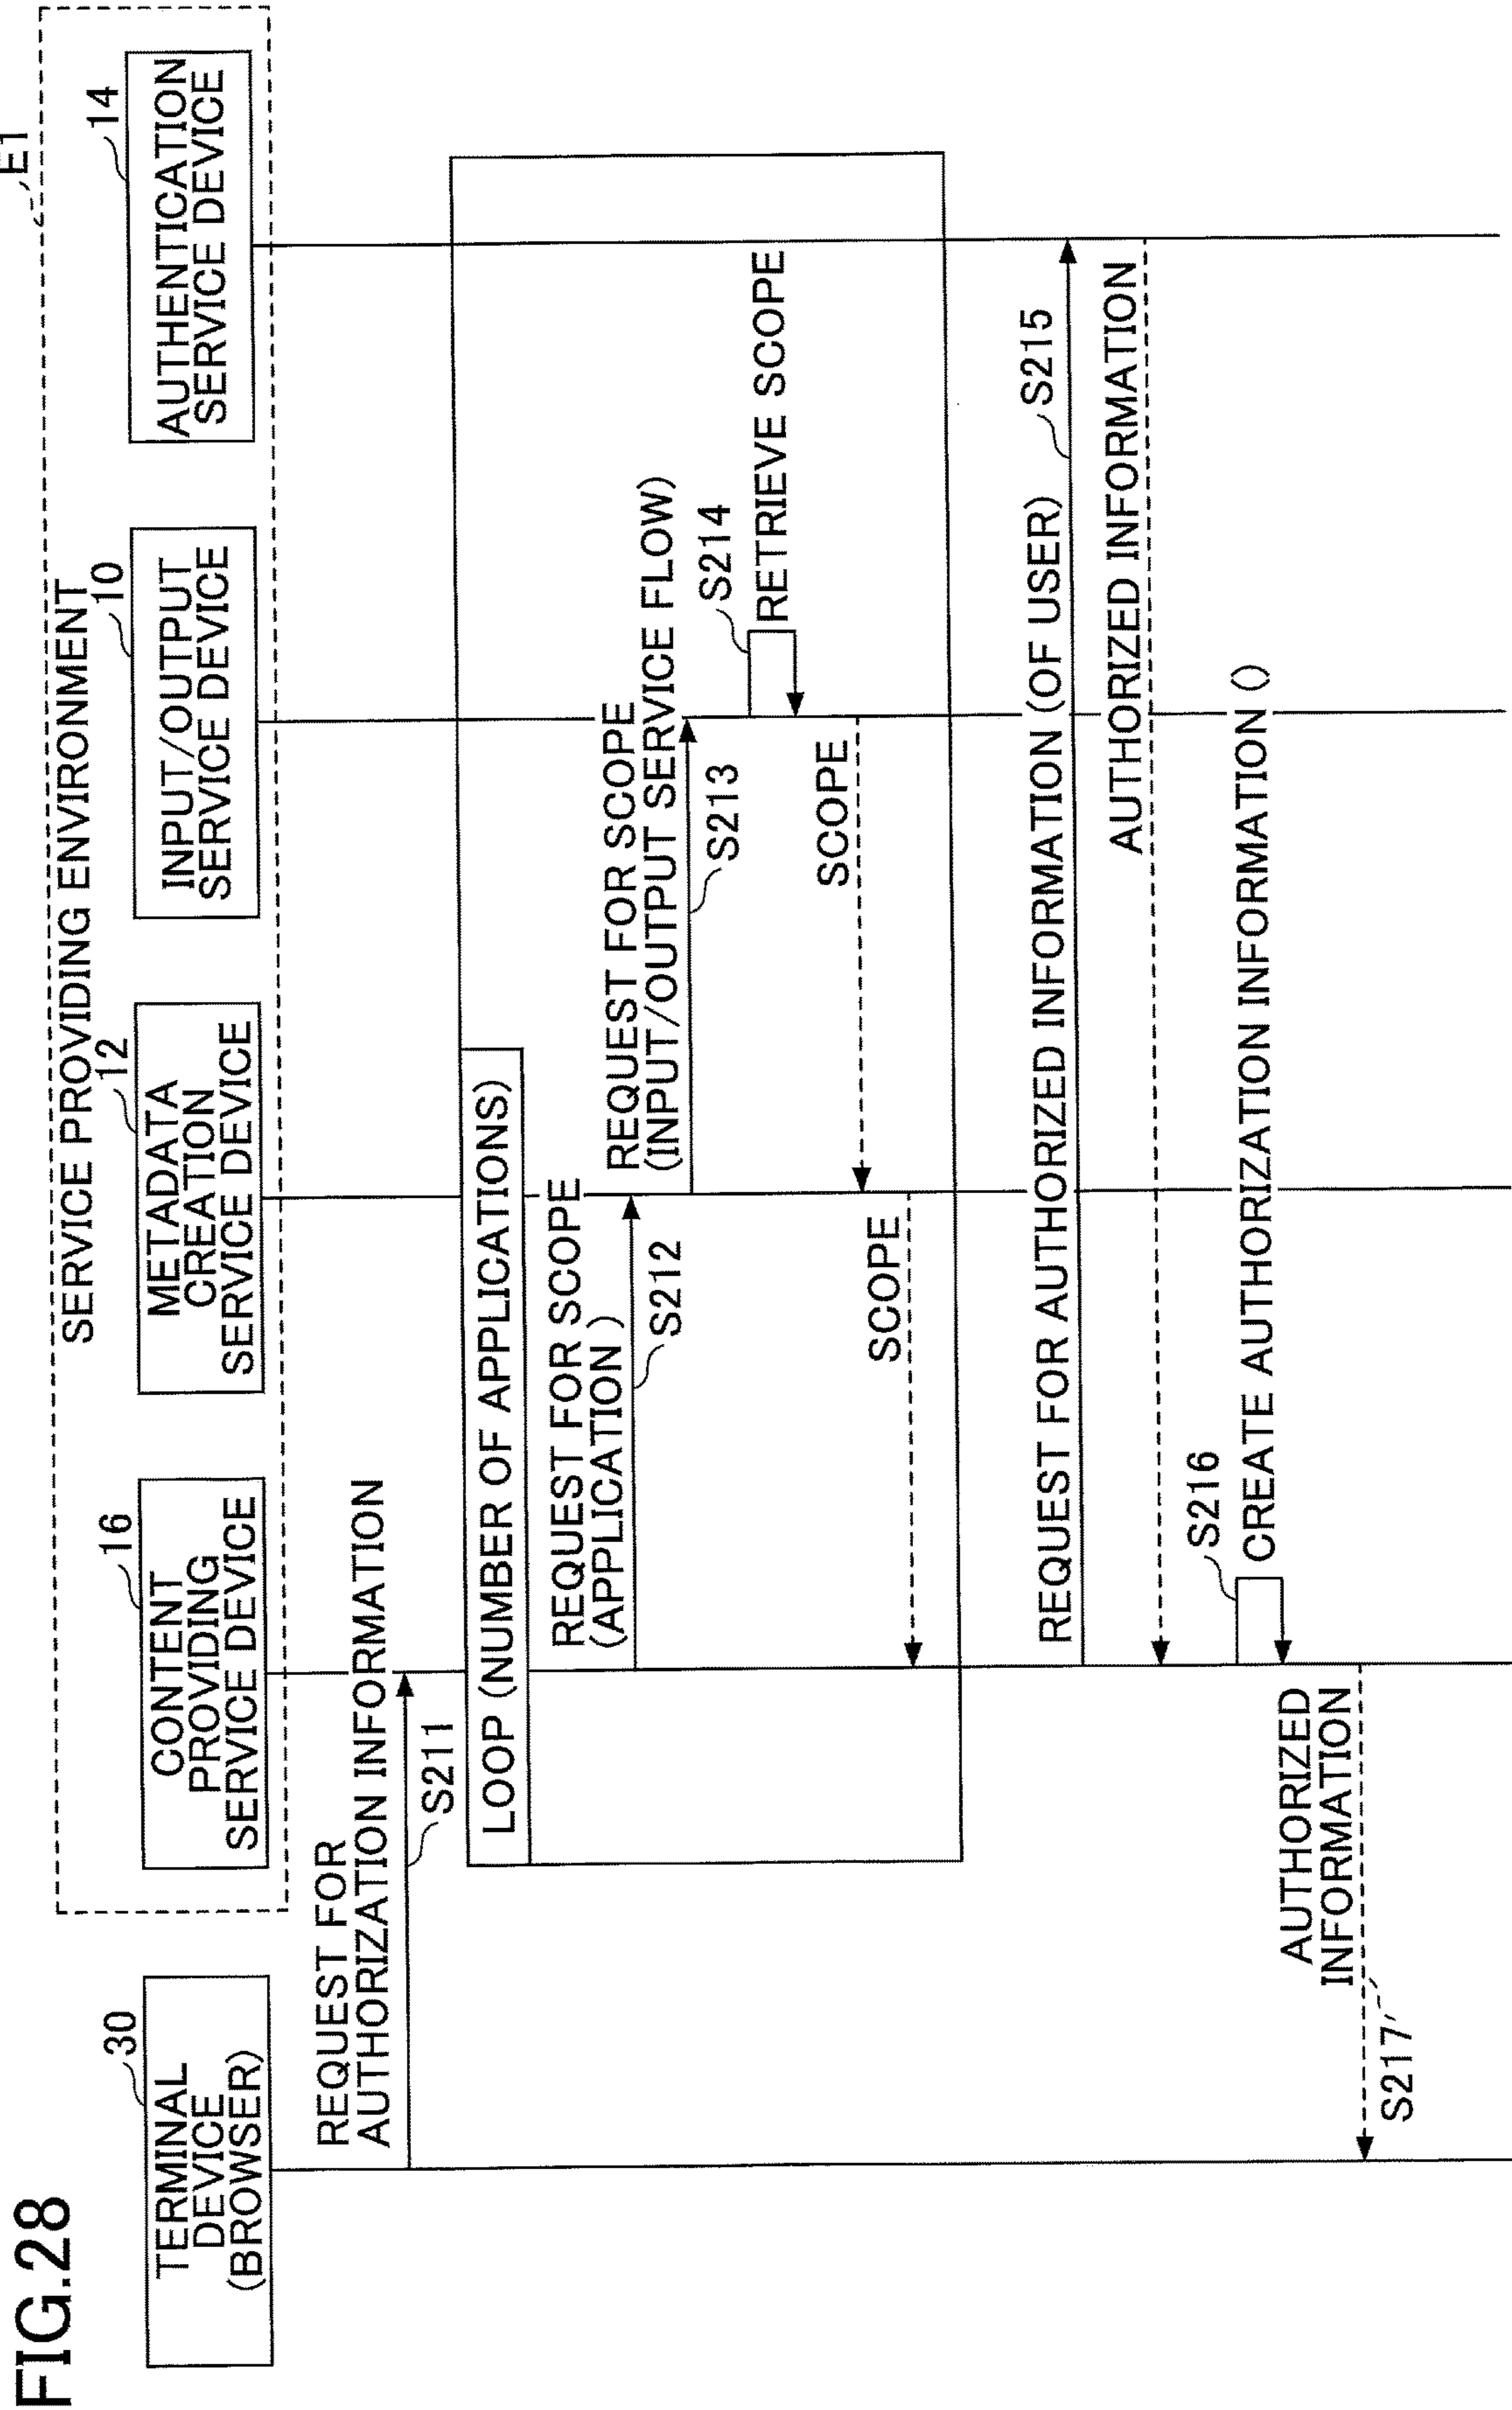 FIG.28
E1
SERVICE PROVIDING ENVIRONMENT
30
TERMINAL
DEVICE
(BROWSER)
16
CONTENT
PROVIDING
SERVICE DEVICE
12
METADATA
CREATION
SERVICE DEVICE
10
INPUT/OUTPUT
SERVICE DEVICE
14
AUTHENTICATION
SERVICE DEVICE
REQUEST FOR
AUTHORIZATION INFORMATION
S211
LOOP (NUMBER OF APPLICATIONS)
REQUEST FOR SCOPE
(APPLICATION )
S212
REQUEST FOR SCOPE
(INPUT/OUTPUT SERVICE FLOW)
S213
S214
RETRIEVE SCOPE
SCOPE
SCOPE
REQUEST FOR AUTHORIZED INFORMATION (OF USER)
S215
AUTHORIZED INFORMATION
S216
CREATE AUTHORIZATION INFORMATION ()
AUTHORIZED
INFORMATION
S217